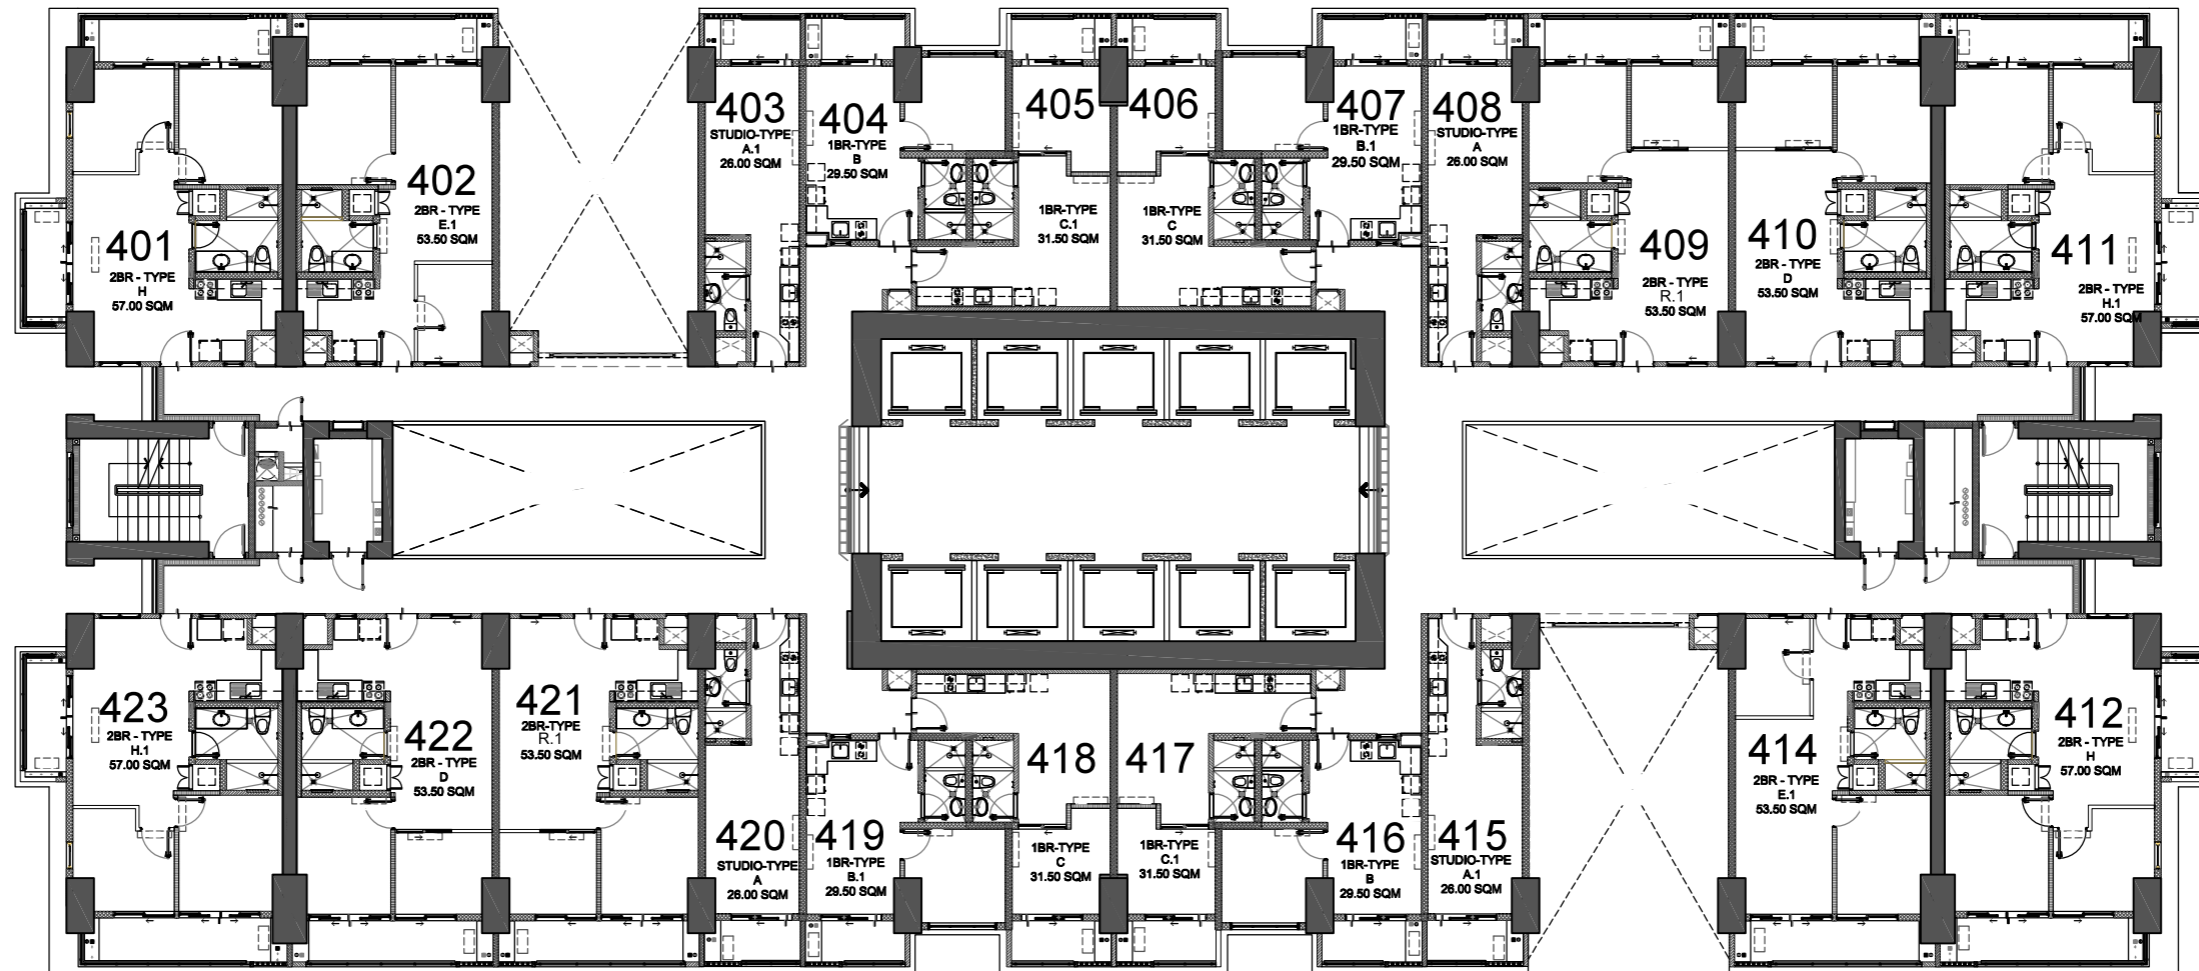 401
2BR - TYPE
H
57.00 SQM
402
2BR - TYPE
E.1
53.50 SQM
403
STUDIO-TYPE
A.1
26.00 SQM
404
1BR-TYPE
B
29.50 SQM
405
1BR-TYPE
C.1
31.50 SQM
406
1BR-TYPE
C
31.50 SQM
407
1BR-TYPE
B.1
29.50 SQM
408
STUDIO-TYPE
A
26.00 SQM
409
2BR - TYPE
R.1
53.50 SQM
410
2BR - TYPE
D
53.50 SQM
411
2BR - TYPE
H.1
57.00 SQM
423
2BR - TYPE
H.1
57.00 SQM
422
2BR - TYPE
D
53.50 SQM
421
2BR-TYPE
R.1
53.50 SQM
420
STUDIO-TYPE
A
26.00 SQM
419
1BR-TYPE
B.1
29.50 SQM
418
1BR-TYPE
C
31.50 SQM
417
1BR-TYPE
C.1
31.50 SQM
416
1BR-TYPE
B
29.50 SQM
415
STUDIO-TYPE
A.1
26.00 SQM
414
2BR - TYPE
E.1
53.50 SQM
412
2BR - TYPE
H
57.00 SQM